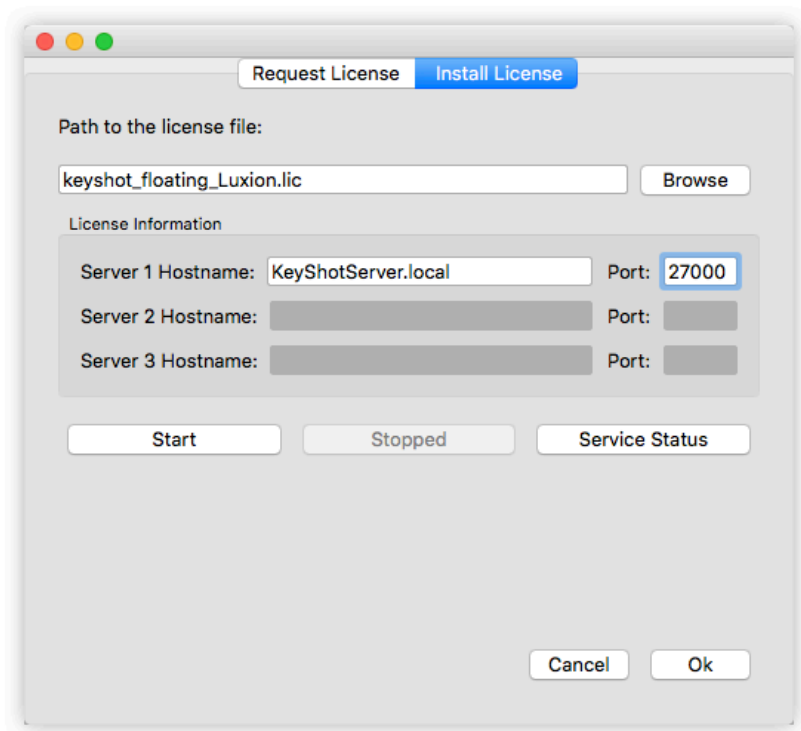 Request License Install License
Path to the license file:
keyshot_floating_Luxion.lic Browse
License Information
Server 1 Hostname: KeyShotServer.local Port: 27000
Server 2 Hostname: Port:
Server 3 Hostname: Port:
Start Stopped Service Status
Cancel Ok